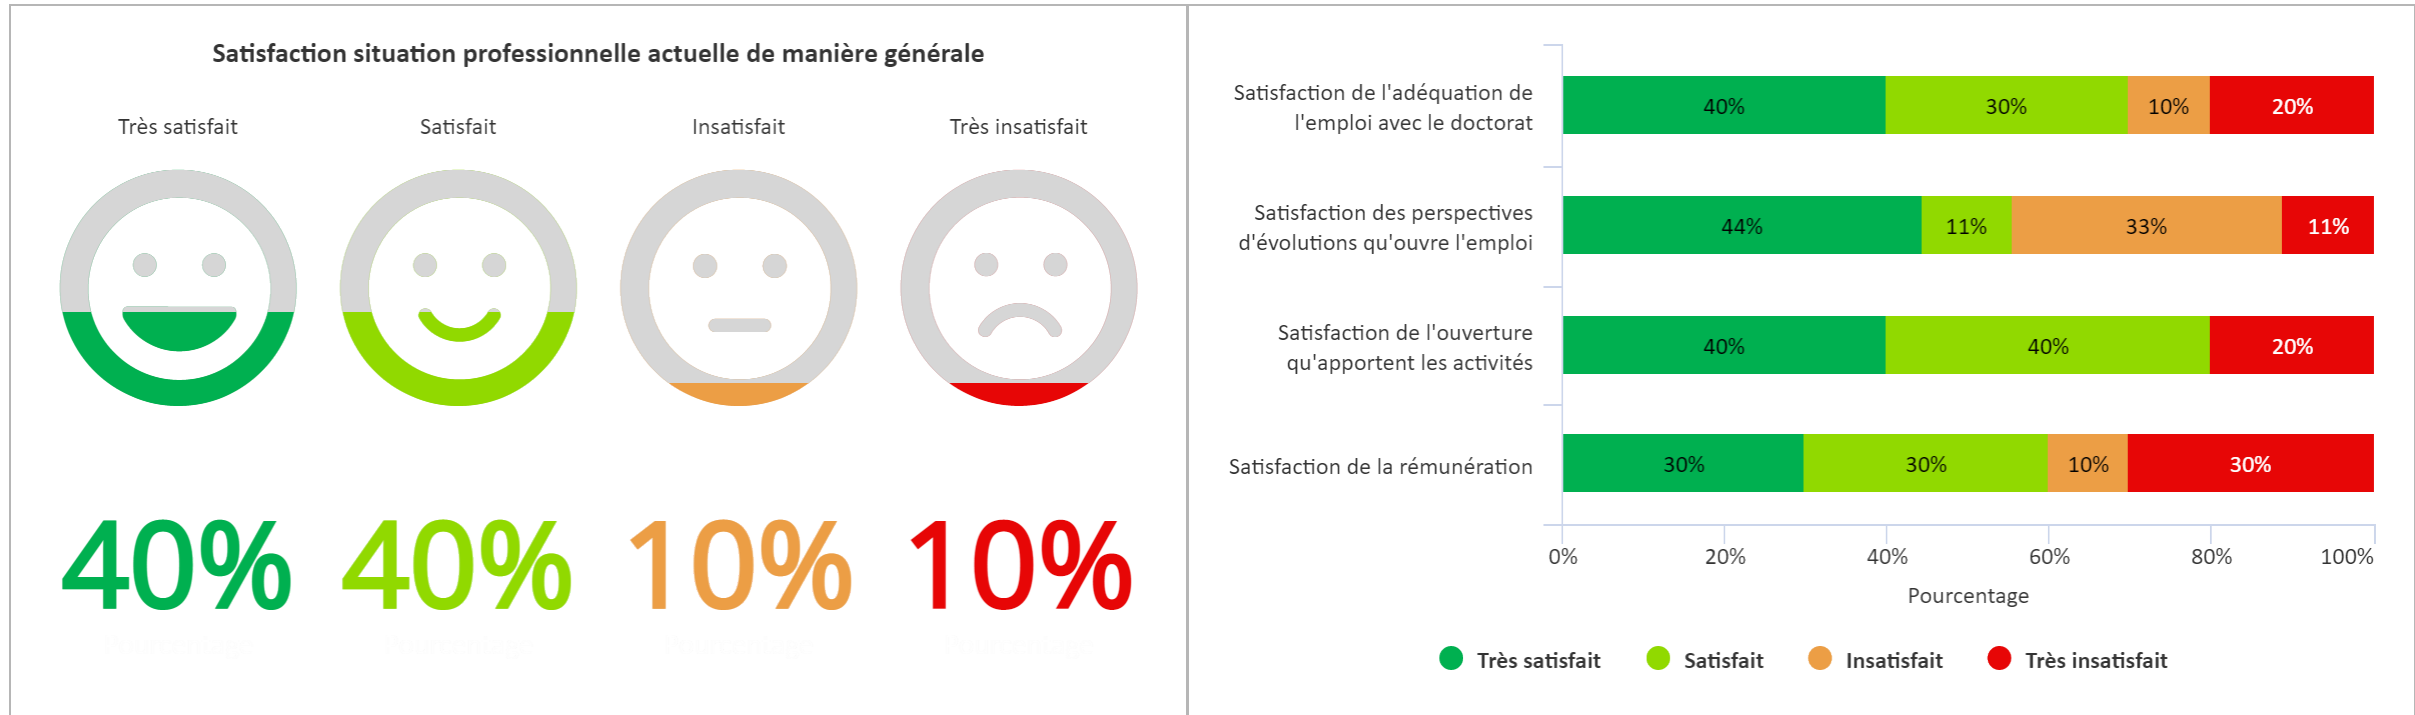 Satisfaction situation professionnelle actuelle de manière générale
Très satisfait
Satisfait
Insatisfait
Très insatisfait
40%
40%
10%
10%
Satisfaction de l'adéquation de
l'emploi avec le doctorat
40%
30%
10%
20%
Satisfaction des perspectives
d'évolutions qu'ouvre l'emploi
44%
11%
33%
11%
Satisfaction de l'ouverture
qu'apportent les activités
40%
40%
20%
Satisfaction de la rémunération
30%
30%
10%
30%
0%
20%
40%
60%
80%
100%
Pourcentage
Très satisfait
Satisfait
Insatisfait
Très insatisfait